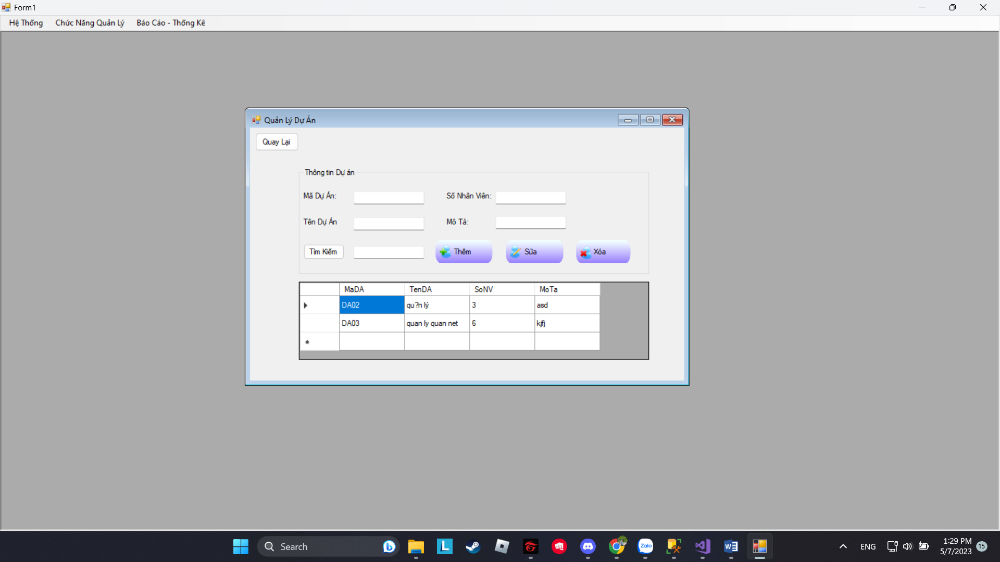 Form1
Hệ Thống Chức Năng Quản Lý Báo Cáo - Thống Kê
Quản Lý Dự Án
Quay Lại
Thông tin Dự án
Mã Dự Án: Số Nhân Viên:
Tên Dự Án Mô Tả:
Tìm Kiếm Thêm Sửa Xóa
MaDA TenDA SoNV MoTa
DA02 qu?n lý 3 asd
DA03 quan ly quan net 6 kjfj
Search
L
Zalo
ENG
1:29 PM
5/7/2023
15